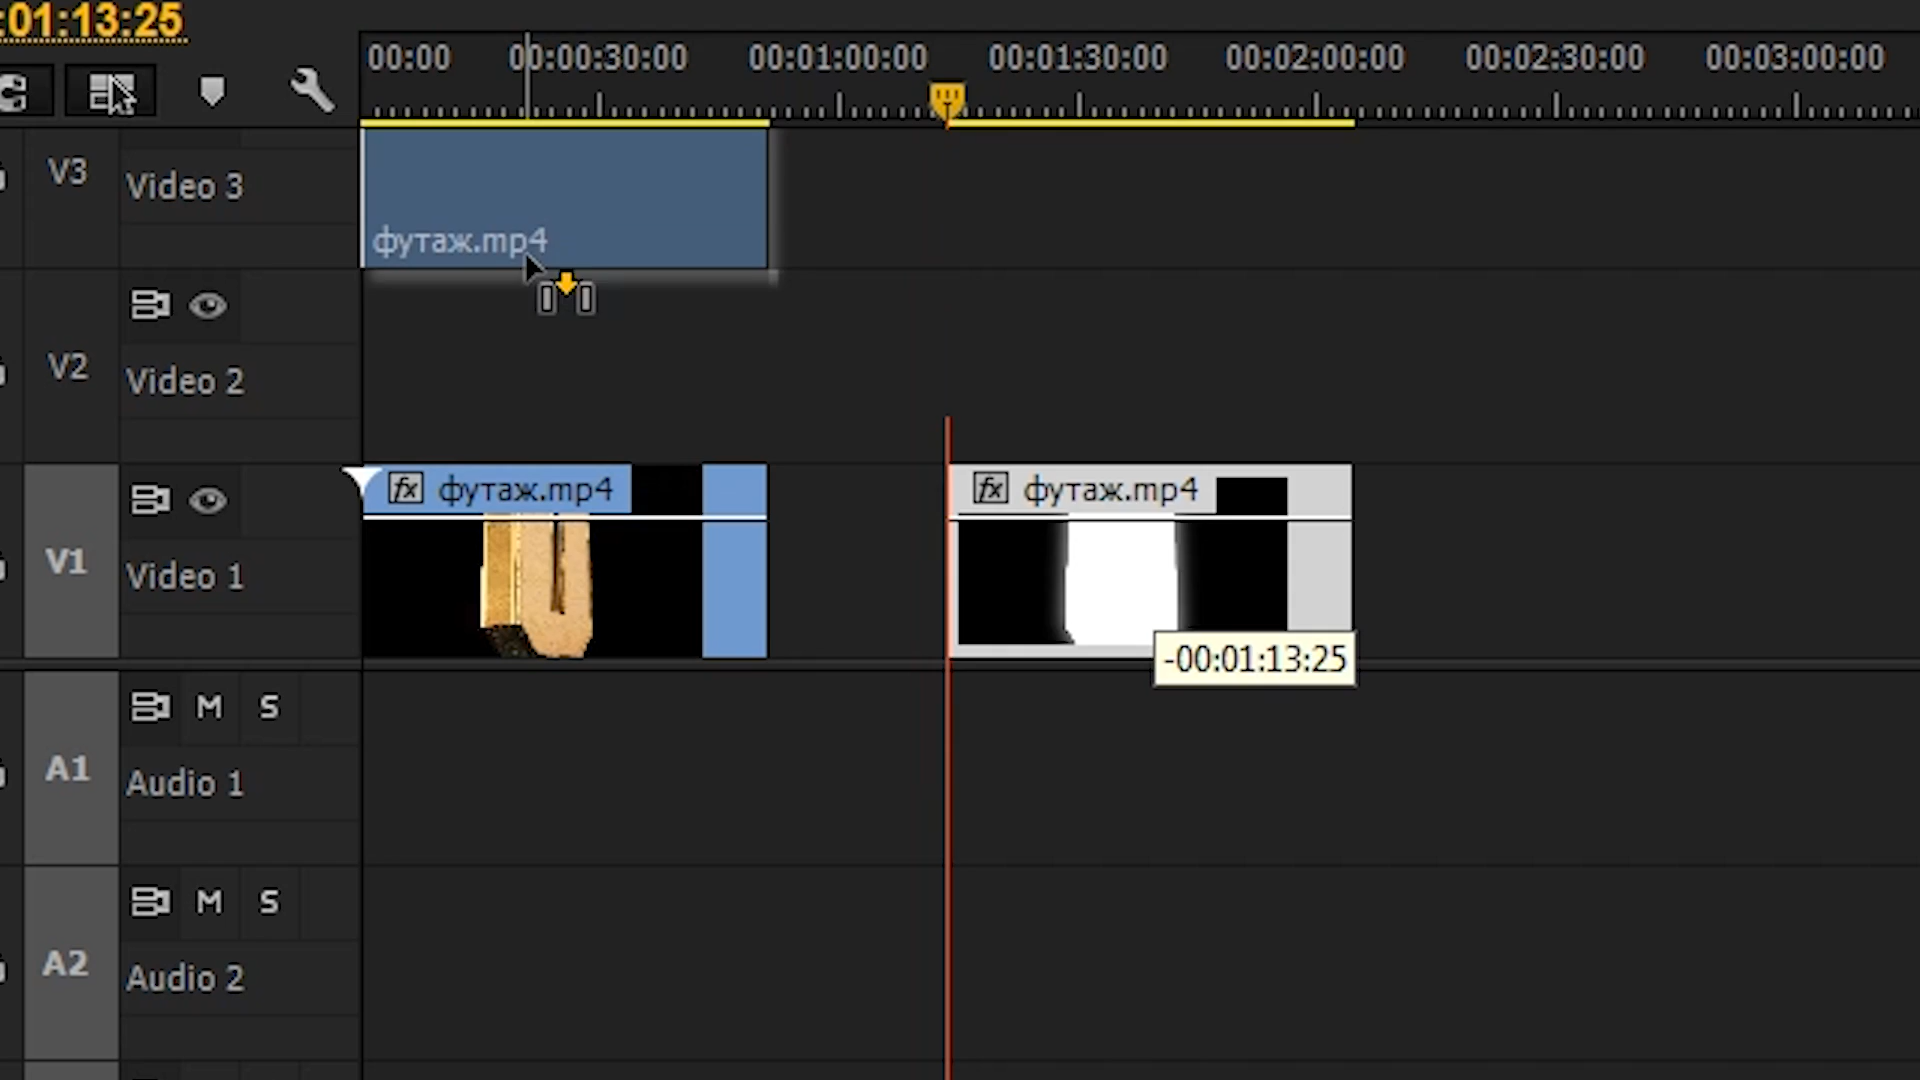 :01:13:25
00:00 00:00:30:00 00:01:00:00 00:01:30:00 00:02:00:00 00:02:30:00 00:03:00:00
V3 Video 3
футаж.mp4
V2 Video 2
fx футаж.mp4 fx футаж.mp4
V1 Video 1
-00:01:13:25
M S
A1 Audio 1
M S
A2 Audio 2